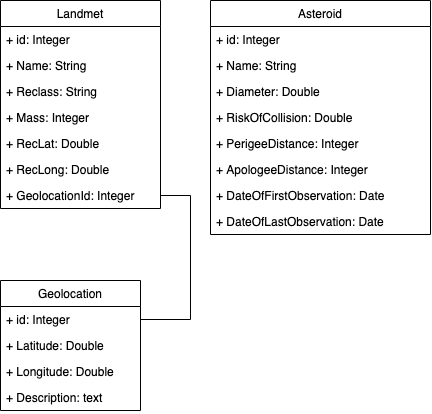 Landmet
+ id: Integer
+ Name: String
+ Reclass: String
+ Mass: Integer
+ RecLat: Double
+ RecLong: Double
+ GeolocationId: Integer
Asteroid
+ id: Integer
+ Name: String
+ Diameter: Double
+ RiskOfCollision: Double
+ PerigeeDistance: Integer
+ ApologeeDistance: Integer
+ DateOfFirstObservation: Date
+ DateOfLastObservation: Date
Geolocation
+ id: Integer
+ Latitude: Double
+ Longitude: Double
+ Description: text